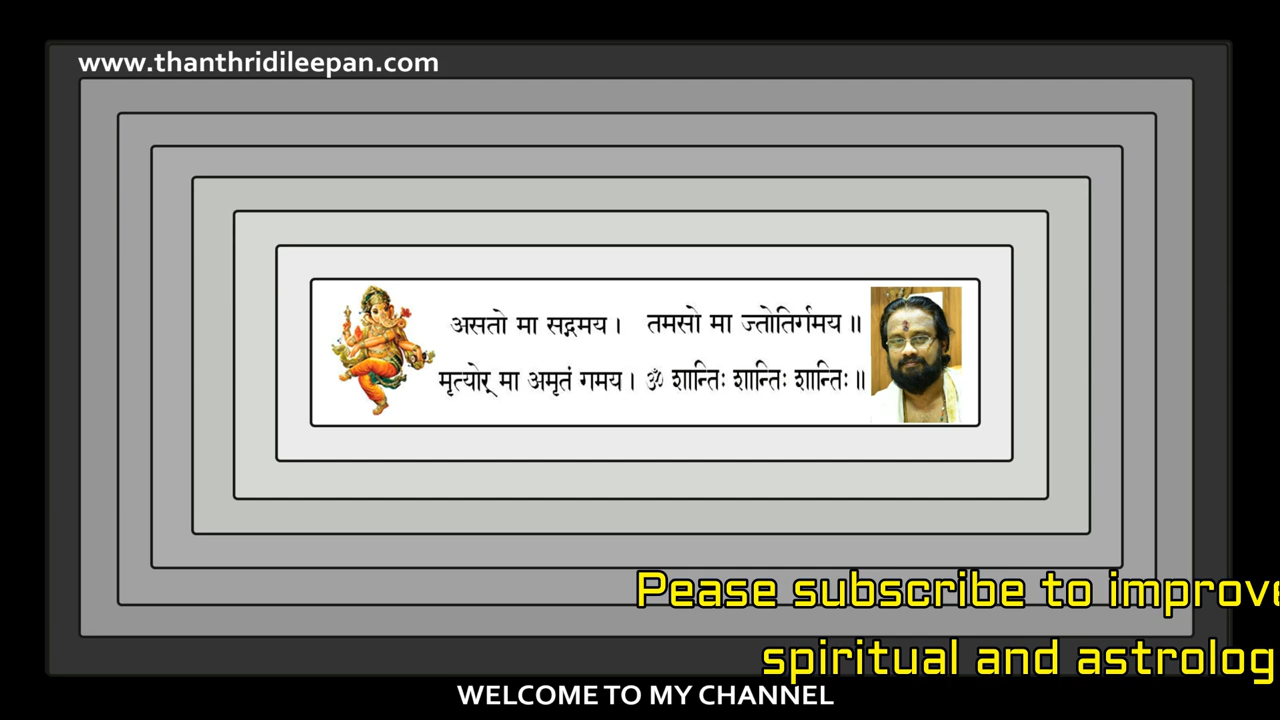 www.thanthridileepan.com
असतो मा सद्गमय । तमसो मा ज्तोतिर्गमय ॥
मृत्योर् मा अमृतं गमय । ॐ शान्तिः शान्तिः शान्तिः ॥
Pease subscribe to improve
spiritual and astrolog
WELCOME TO MY CHANNEL